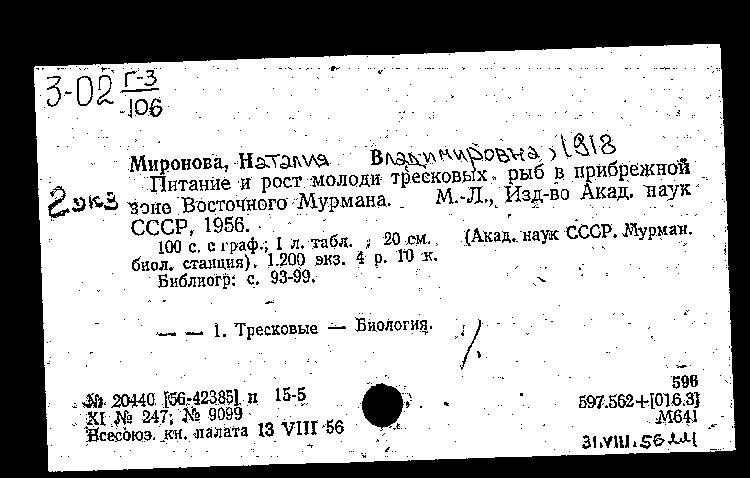 3-02 Г-3
106
Миронова, Наталия Владимировна, 1918
Питание и рост молоди тресковых рыб в прибрежной
2 экз зоне Восточного Мурмана. М.-Л., Изд-во Акад. наук
СССР, 1956.
100 с. с граф.; 1 л. табл. ; 20 см. (Акад. наук СССР. Мурман.
биол. станция). 1.200 экз. 4 р. 10 к.
Библиогр: с. 93-99.
— — 1. Тресковые — Биология.
№ 20440 [56-42385] п 15-5
XI № 247; № 9099
Всесоюз. кн. палата 13 VIII 56
596
597.562+[016.3]
М641
31.VIII.56